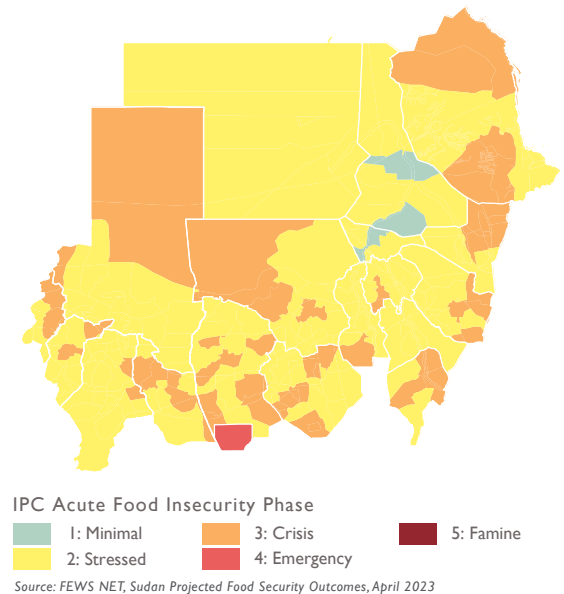 IPC Acute Food Insecurity Phase
1: Minimal
3: Crisis
5: Famine
2: Stressed
4: Emergency
Source: FEWS NET, Sudan Projected Food Security Outcomes, April 2023